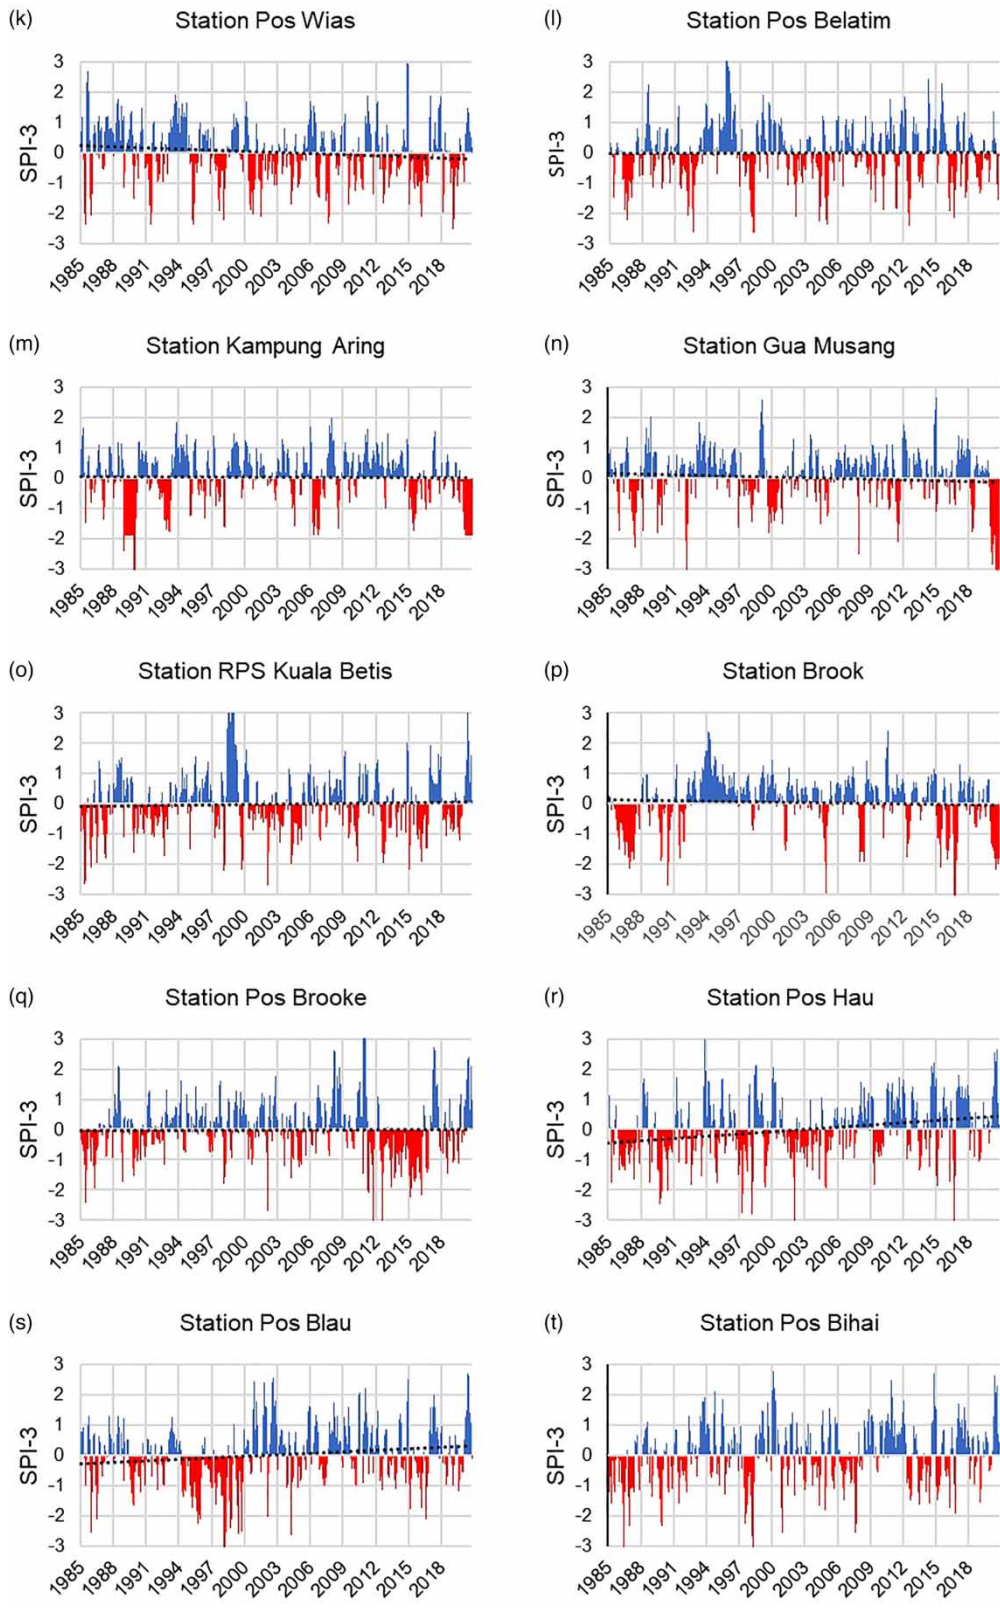 (k) Station Pos Wias
SPI-3
3
2
1
0
-1
-2
-3
1985 1988 1991 1994 1997 2000 2003 2006 2009 2012 2015 2018
(l) Station Pos Belatim
SPI-3
3
2
1
0
-1
-2
-3
1985 1988 1991 1994 1997 2000 2003 2006 2009 2012 2015 2018
(m) Station Kampung Aring
SPI-3
3
2
1
0
-1
-2
-3
1985 1988 1991 1994 1997 2000 2003 2006 2009 2012 2015 2018
(n) Station Gua Musang
SPI-3
3
2
1
0
-1
-2
-3
1985 1988 1991 1994 1997 2000 2003 2006 2009 2012 2015 2018
(o) Station RPS Kuala Betis
SPI-3
3
2
1
0
-1
-2
-3
1985 1988 1991 1994 1997 2000 2003 2006 2009 2012 2015 2018
(p) Station Brook
SPI-3
3
2
1
0
-1
-2
-3
1985 1988 1991 1994 1997 2000 2003 2006 2009 2012 2015 2018
(q) Station Pos Brooke
SPI-3
3
2
1
0
-1
-2
-3
1985 1988 1991 1994 1997 2000 2003 2006 2009 2012 2015 2018
(r) Station Pos Hau
SPI-3
3
2
1
0
-1
-2
-3
1985 1988 1991 1994 1997 2000 2003 2006 2009 2012 2015 2018
(s) Station Pos Blau
SPI-3
3
2
1
0
-1
-2
-3
1985 1988 1991 1994 1997 2000 2003 2006 2009 2012 2015 2018
(t) Station Pos Bihai
SPI-3
3
2
1
0
-1
-2
-3
1985 1988 1991 1994 1997 2000 2003 2006 2009 2012 2015 2018